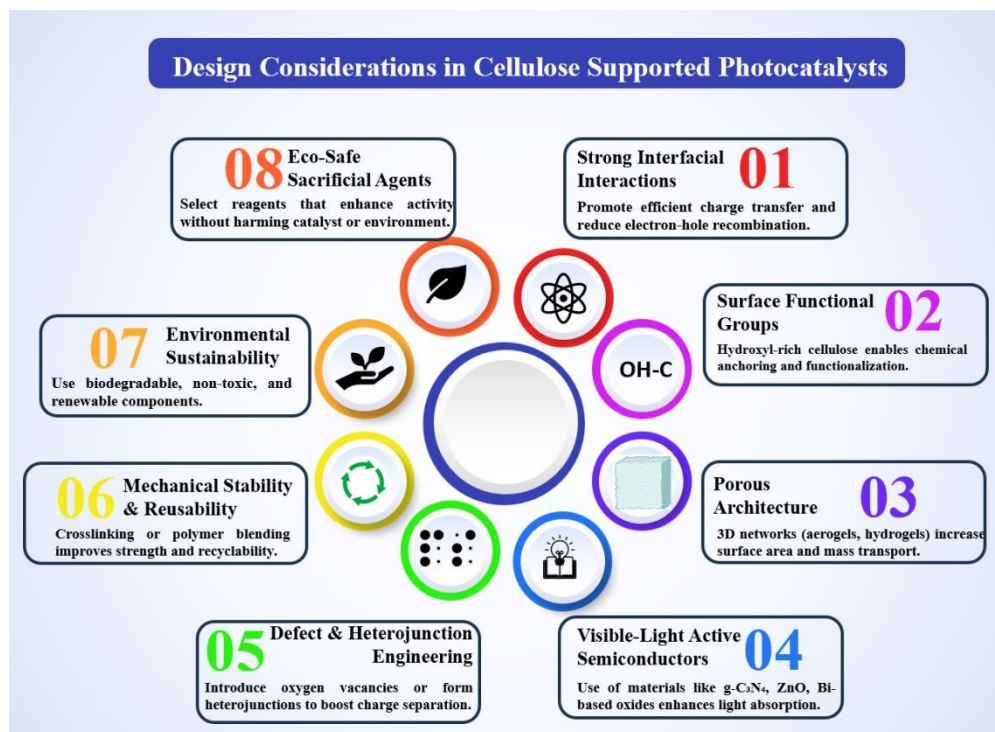 Design Considerations in Cellulose Supported Photocatalysts
01
Strong Interfacial
Interactions
Promote efficient charge transfer and
reduce electron-hole recombination.
02
Surface Functional
Groups
Hydroxyl-rich cellulose enables chemical
anchoring and functionalization.
OH-C
03
Porous
Architecture
3D networks (aerogels, hydrogels) increase
surface area and mass transport.
04
Visible-Light Active
Semiconductors
Use of materials like g-C₃N₄, ZnO, Bi-
based oxides enhances light absorption.
05
Defect & Heterojunction
Engineering
Introduce oxygen vacancies or form
heterojunctions to boost charge separation.
06
Mechanical Stability
& Reusability
Crosslinking or polymer blending
improves strength and recyclability.
07
Environmental
Sustainability
Use biodegradable, non-toxic, and
renewable components.
08
Eco-Safe
Sacrificial Agents
Select reagents that enhance activity
without harming catalyst or environment.